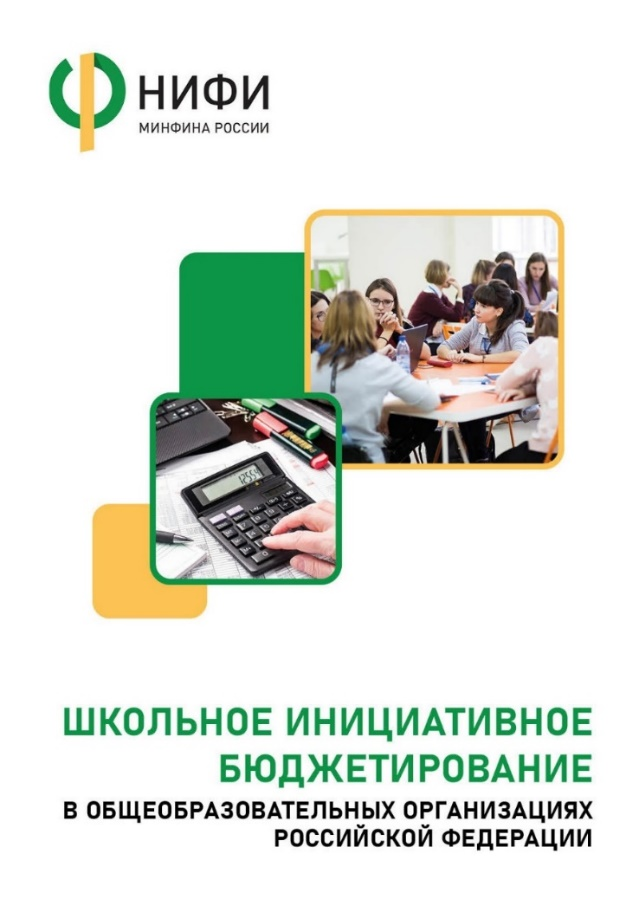 НИФИ
МИНФИНА РОССИИ
ШКОЛЬНОЕ ИНИЦИАТИВНОЕ
БЮДЖЕТИРОВАНИЕ
В ОБЩЕОБРАЗОВАТЕЛЬНЫХ ОРГАНИЗАЦИЯХ
РОССИЙСКОЙ ФЕДЕРАЦИИ